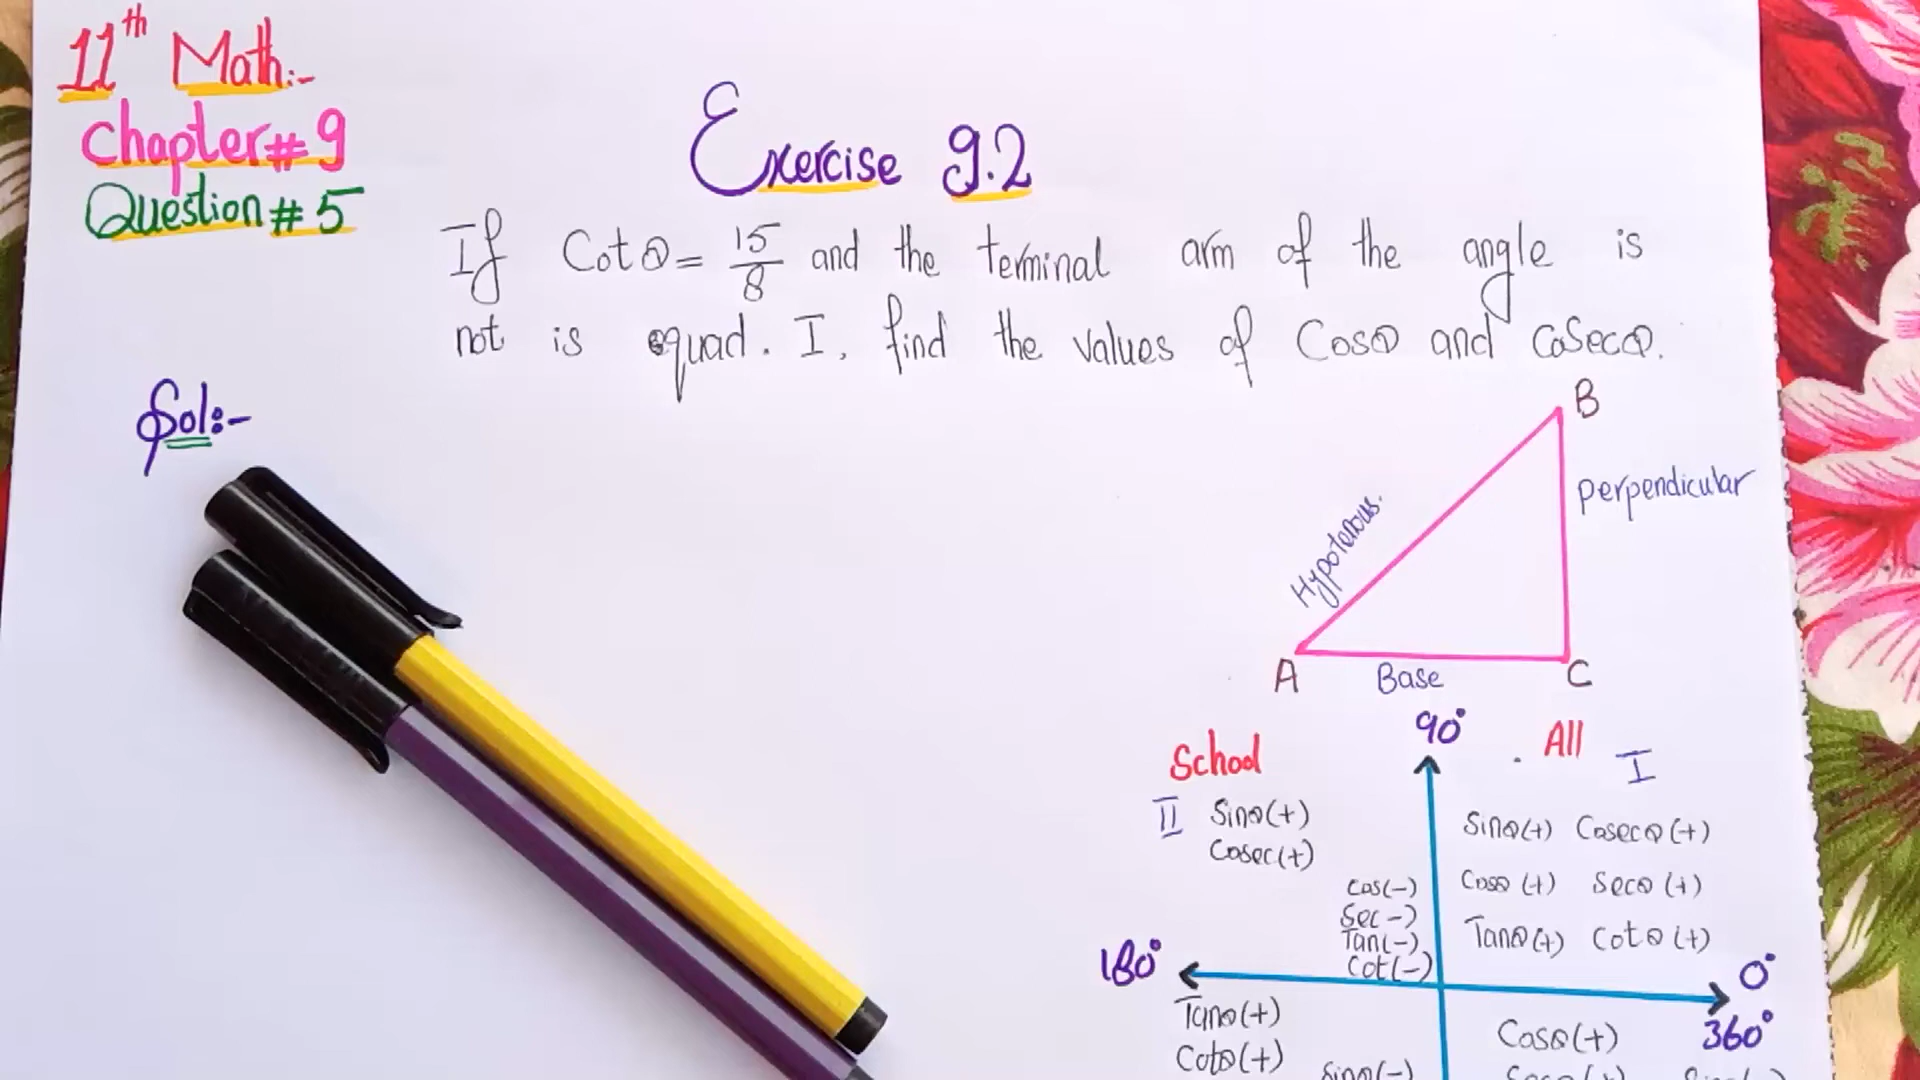 11th Math:-
Chapter # 9
Question # 5
Exercise 9.2
If Cotθ = 15/8 and the terminal arm of the angle is
not is quad. I, find the values of Cosθ and Cosecθ.
Sol:-
B
Perpendicular
Hypotenous.
A Base C
90°
School
All
I
II Sinθ(+)
Cosec(+)
Sinθ(+) Cosecθ(+)
Cosθ(+) Secθ(+)
Tanθ(+) Cotθ(+)
Cos(-)
Sec(-)
Tan(-)
Cot(-)
180°
0°
360°
Tanθ(+)
Cotθ(+)
Sinθ(-)
Cosθ(+)